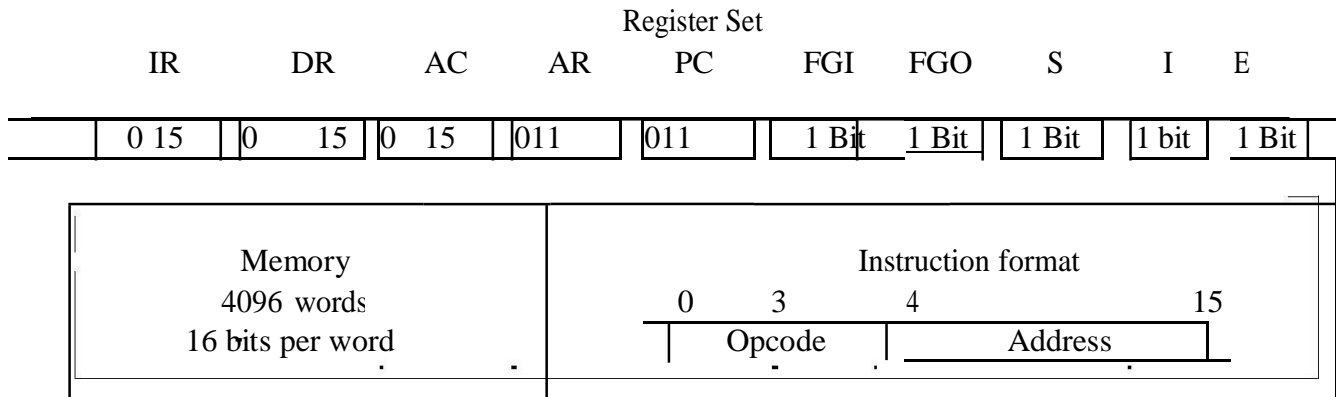 Register Set
IR DR AC AR PC FGI FGO S I E
0 15 0 15 0 15 011 011 1 Bit 1 Bit 1 Bit 1 bit 1 Bit
Memory Instruction format
4096 words 0 3 4 15
16 bits per word Opcode Address